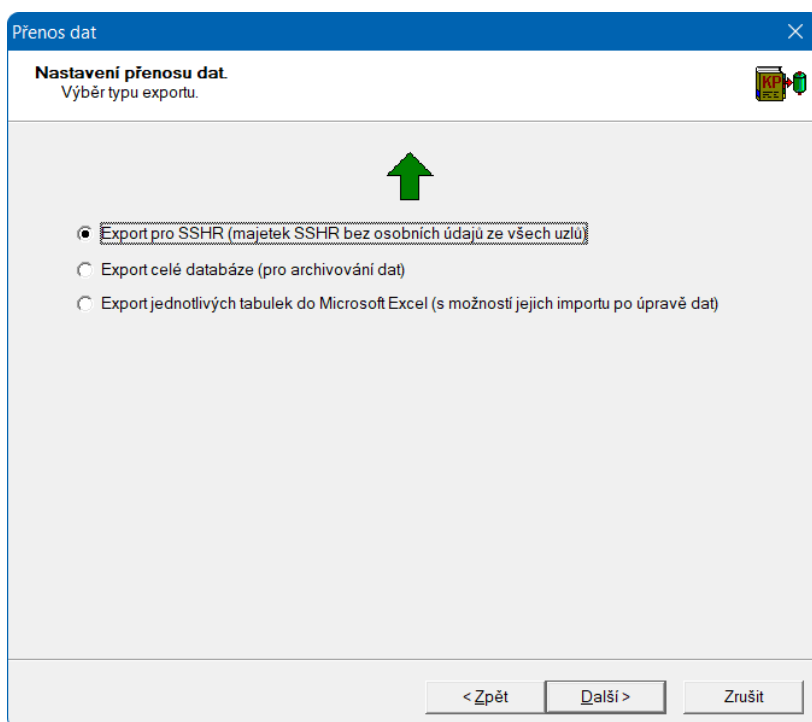 Přenos dat
Nastavení přenosu dat.
Výběr typu exportu.
KP
Export pro SSHR (majetek SSHR bez osobních údajů ze všech uzlů)
Export celé databáze (pro archivování dat)
Export jednotlivých tabulek do Microsoft Excel (s možností jejich importu po úpravě dat)
< Zpět
Další >
Zrušit